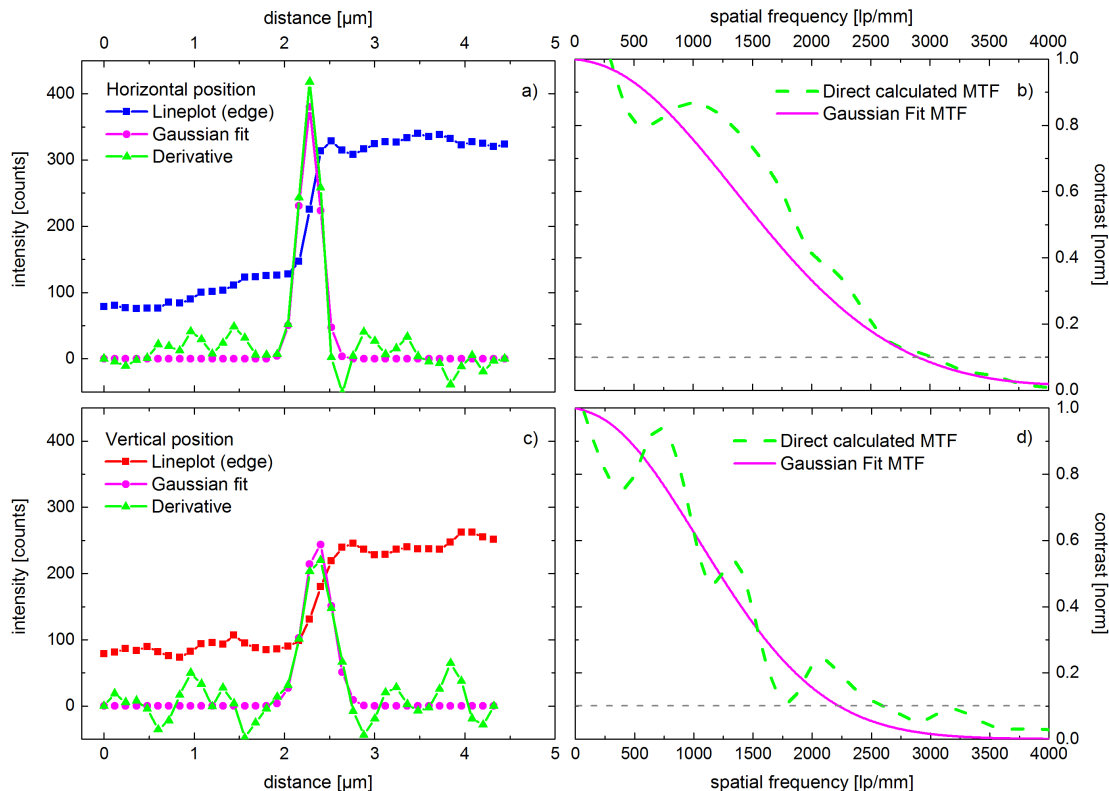 distance [µm]
0 1 2 3 4 5
400
300
200
100
0
intensity [counts]
Horizontal position
Lineplot (edge)
Gaussian fit
Derivative
a)
spatial frequency [lp/mm]
0 500 1000 1500 2000 2500 3000 3500 4000
b)
Direct calculated MTF
Gaussian Fit MTF
1.0
0.8
0.6
0.4
0.2
0.0
contrast [norm]
400
300
200
100
0
intensity [counts]
Vertical position
Lineplot (edge)
Gaussian fit
Derivative
c)
0 1 2 3 4 5
distance [µm]
d)
Direct calculated MTF
Gaussian Fit MTF
1.0
0.8
0.6
0.4
0.2
0.0
contrast [norm]
0 500 1000 1500 2000 2500 3000 3500 4000
spatial frequency [lp/mm]